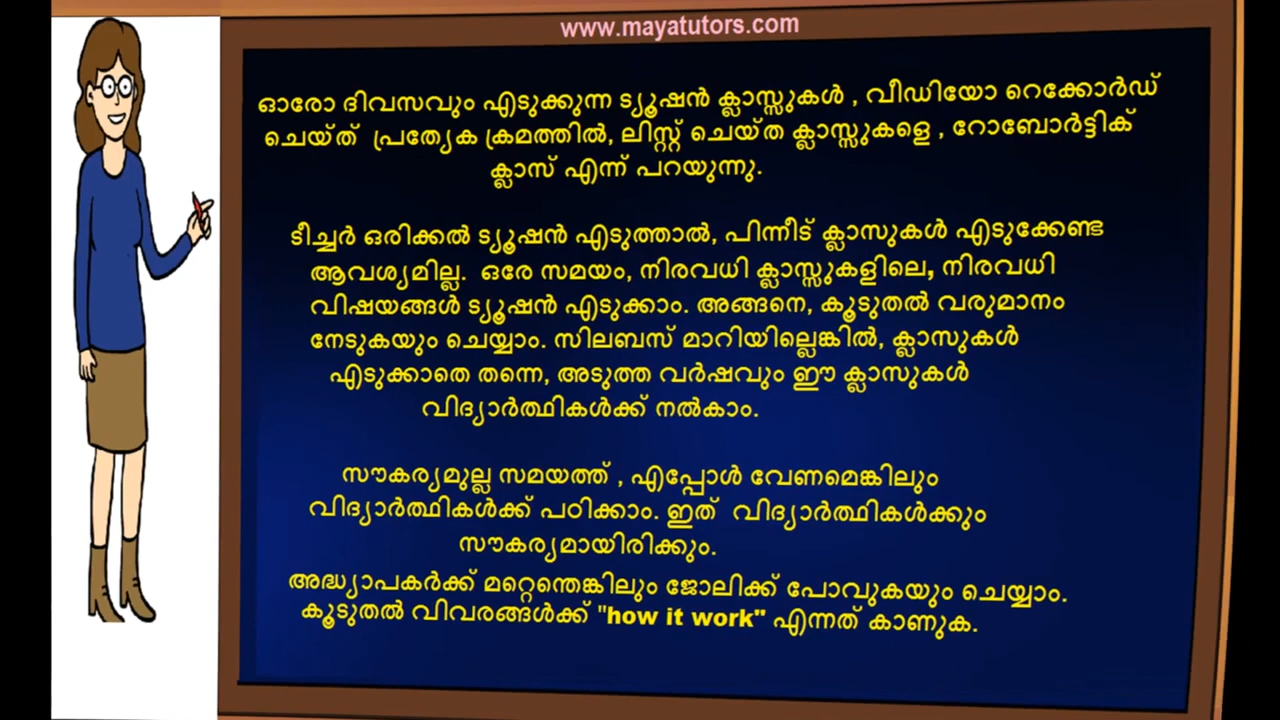 www.mayatutors.com
ഓരോ ദിവസവും എടുക്കുന്ന ട്യൂഷൻ ക്ലാസ്സുകൾ , വീഡിയോ റെക്കോർഡ്
ചെയ്ത് പ്രത്യേക ക്രമത്തിൽ, ലിസ്റ്റ് ചെയ്ത ക്ലാസ്സുകളെ , റോബോർട്ടിക്
ക്ലാസ് എന്ന് പറയുന്നു.
ടീച്ചർ ഒരിക്കൽ ട്യൂഷൻ എടുത്താൽ, പിന്നീട് ക്ലാസുകൾ എടുക്കേണ്ട
ആവശ്യമില്ല. ഒരേ സമയം, നിരവധി ക്ലാസ്സുകളിലെ, നിരവധി
വിഷയങ്ങൾ ട്യൂഷൻ എടുക്കാം. അങ്ങനെ, കൂടുതൽ വരുമാനം
നേടുകയും ചെയ്യാം. സിലബസ് മാറിയില്ലെങ്കിൽ, ക്ലാസുകൾ
എടുക്കാതെ തന്നെ, അടുത്ത വർഷവും ഈ ക്ലാസുകൾ
വിദ്യാർത്ഥികൾക്ക് നൽകാം.
സൗകര്യമുല്ല സമയത്ത് , എപ്പോൾ വേണമെങ്കിലും
വിദ്യാർത്ഥികൾക്ക് പഠിക്കാം. ഇത് വിദ്യാർത്ഥികൾക്കും
സൗകര്യമായിരിക്കും.
അദ്ധ്യാപകർക്ക് മറ്റെന്തെങ്കിലും ജോലിക്ക് പോവുകയും ചെയ്യാം.
കൂടുതൽ വിവരങ്ങൾക്ക് "how it work" എന്നത് കാണുക.